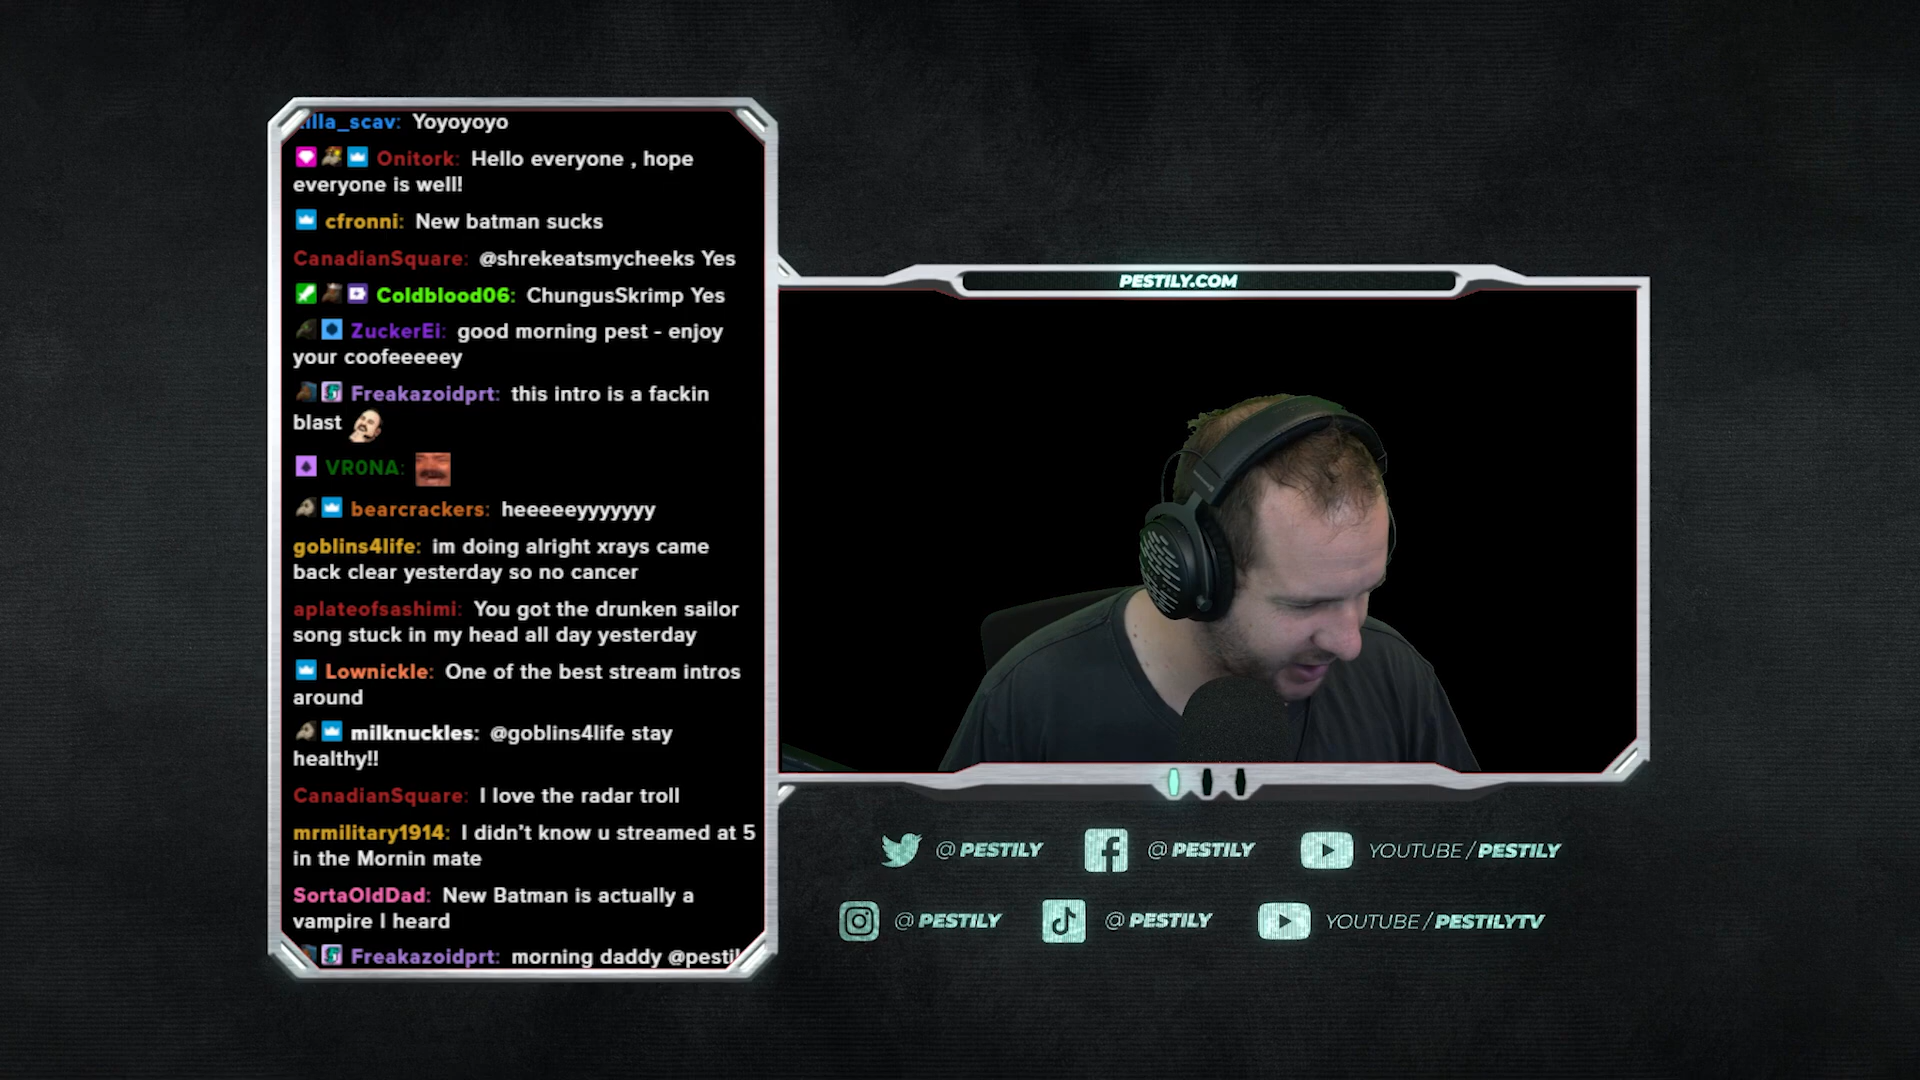 illa_scav: Yoyoyoyo
Onitork: Hello everyone , hope
everyone is well!
cfronni: New batman sucks
CanadianSquare: @shrekeatsmycheeks Yes
Coldblood06: ChungusSkrimp Yes
ZuckerEi: good morning pest - enjoy
your coofeeeeey
Freakazoidprt: this intro is a fackin
blast
VR0NA:
bearcrackers: heeeeeyyyyyyy
goblins4life: im doing alright xrays came
back clear yesterday so no cancer
aplateofsashimi: You got the drunken sailor
song stuck in my head all day yesterday
Lownickle: One of the best stream intros
around
milknuckles: @goblins4life stay
healthy!!
CanadianSquare: I love the radar troll
mrmilitary1914: I didn't know u streamed at 5
in the Mornin mate
SortaOldDad: New Batman is actually a
vampire I heard
Freakazoidprt: morning daddy @pestil
PESTILY.COM
@ PESTILY @ PESTILY YOUTUBE / PESTILY
@ PESTILY @ PESTILY YOUTUBE / PESTILYTV